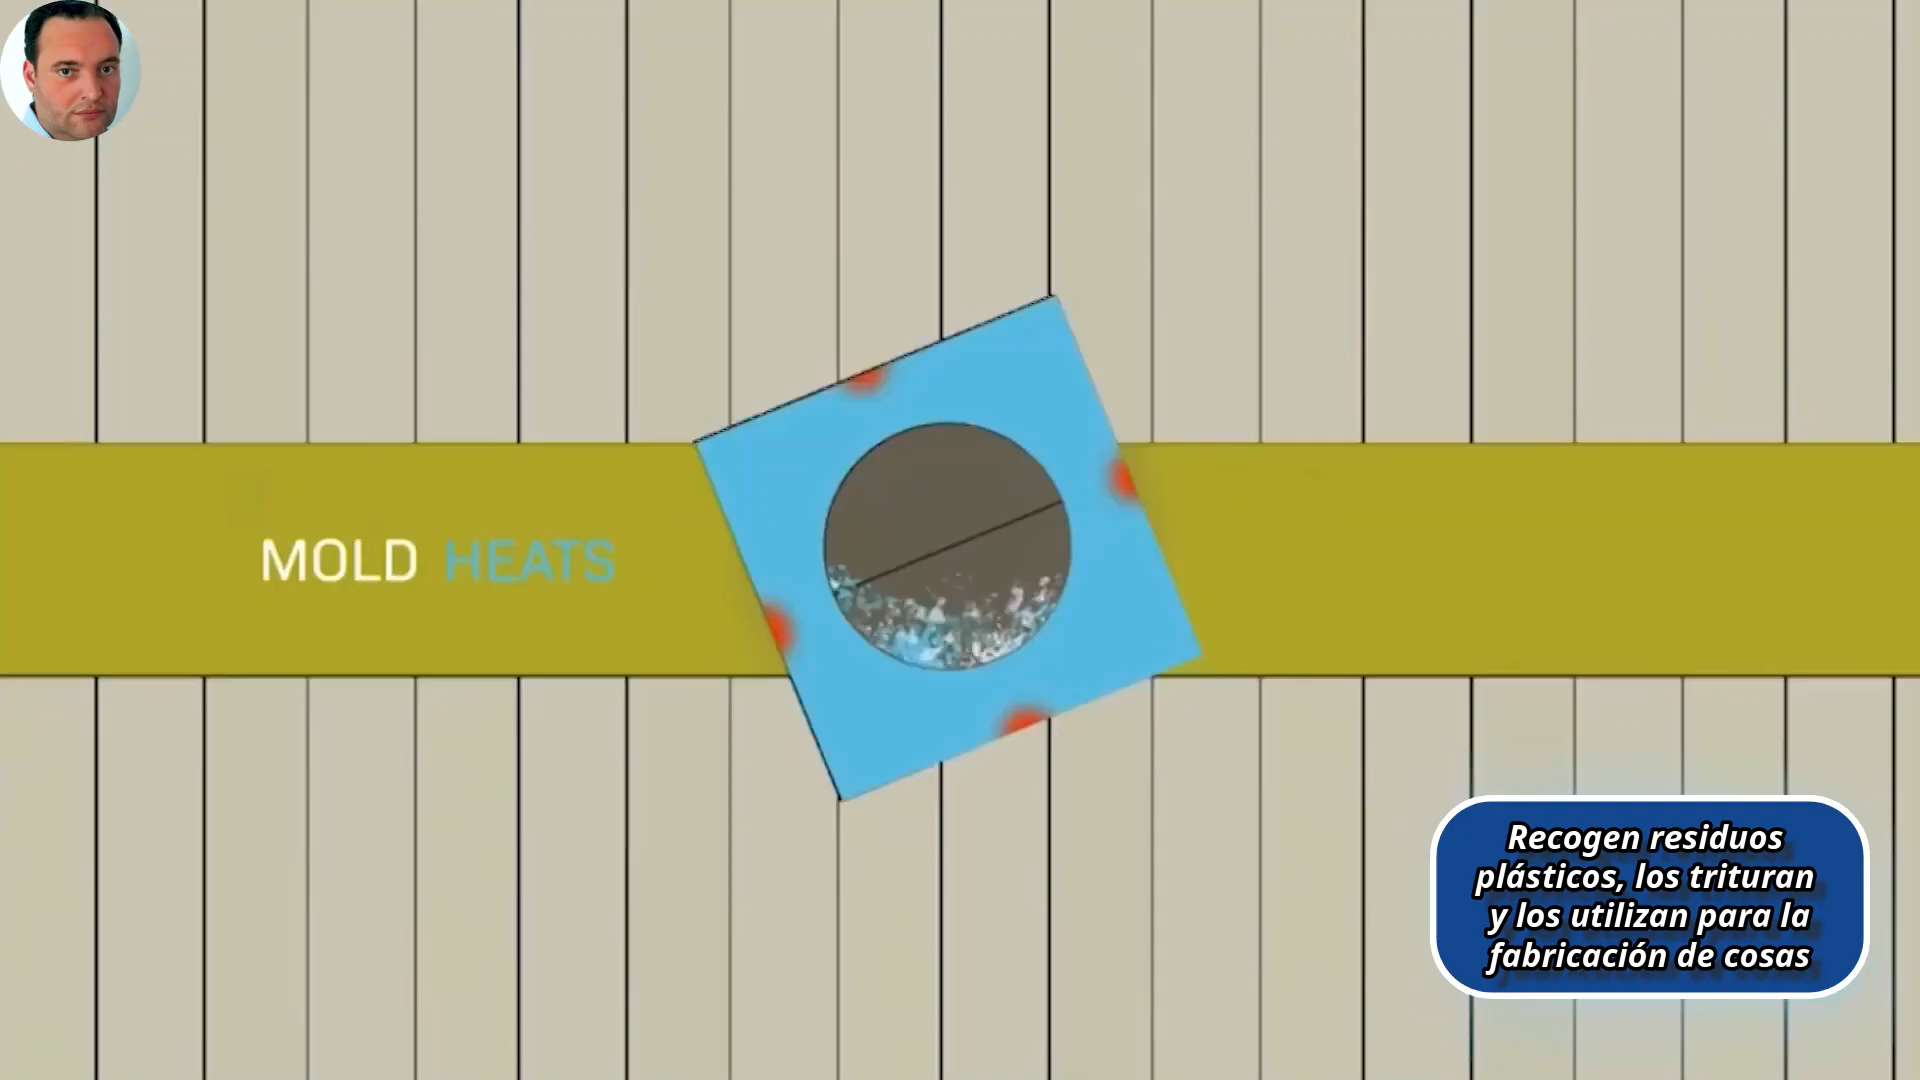 MOLD HEATS
Recogen residuos
plásticos, los trituran
y los utilizan para la
fabricación de cosas